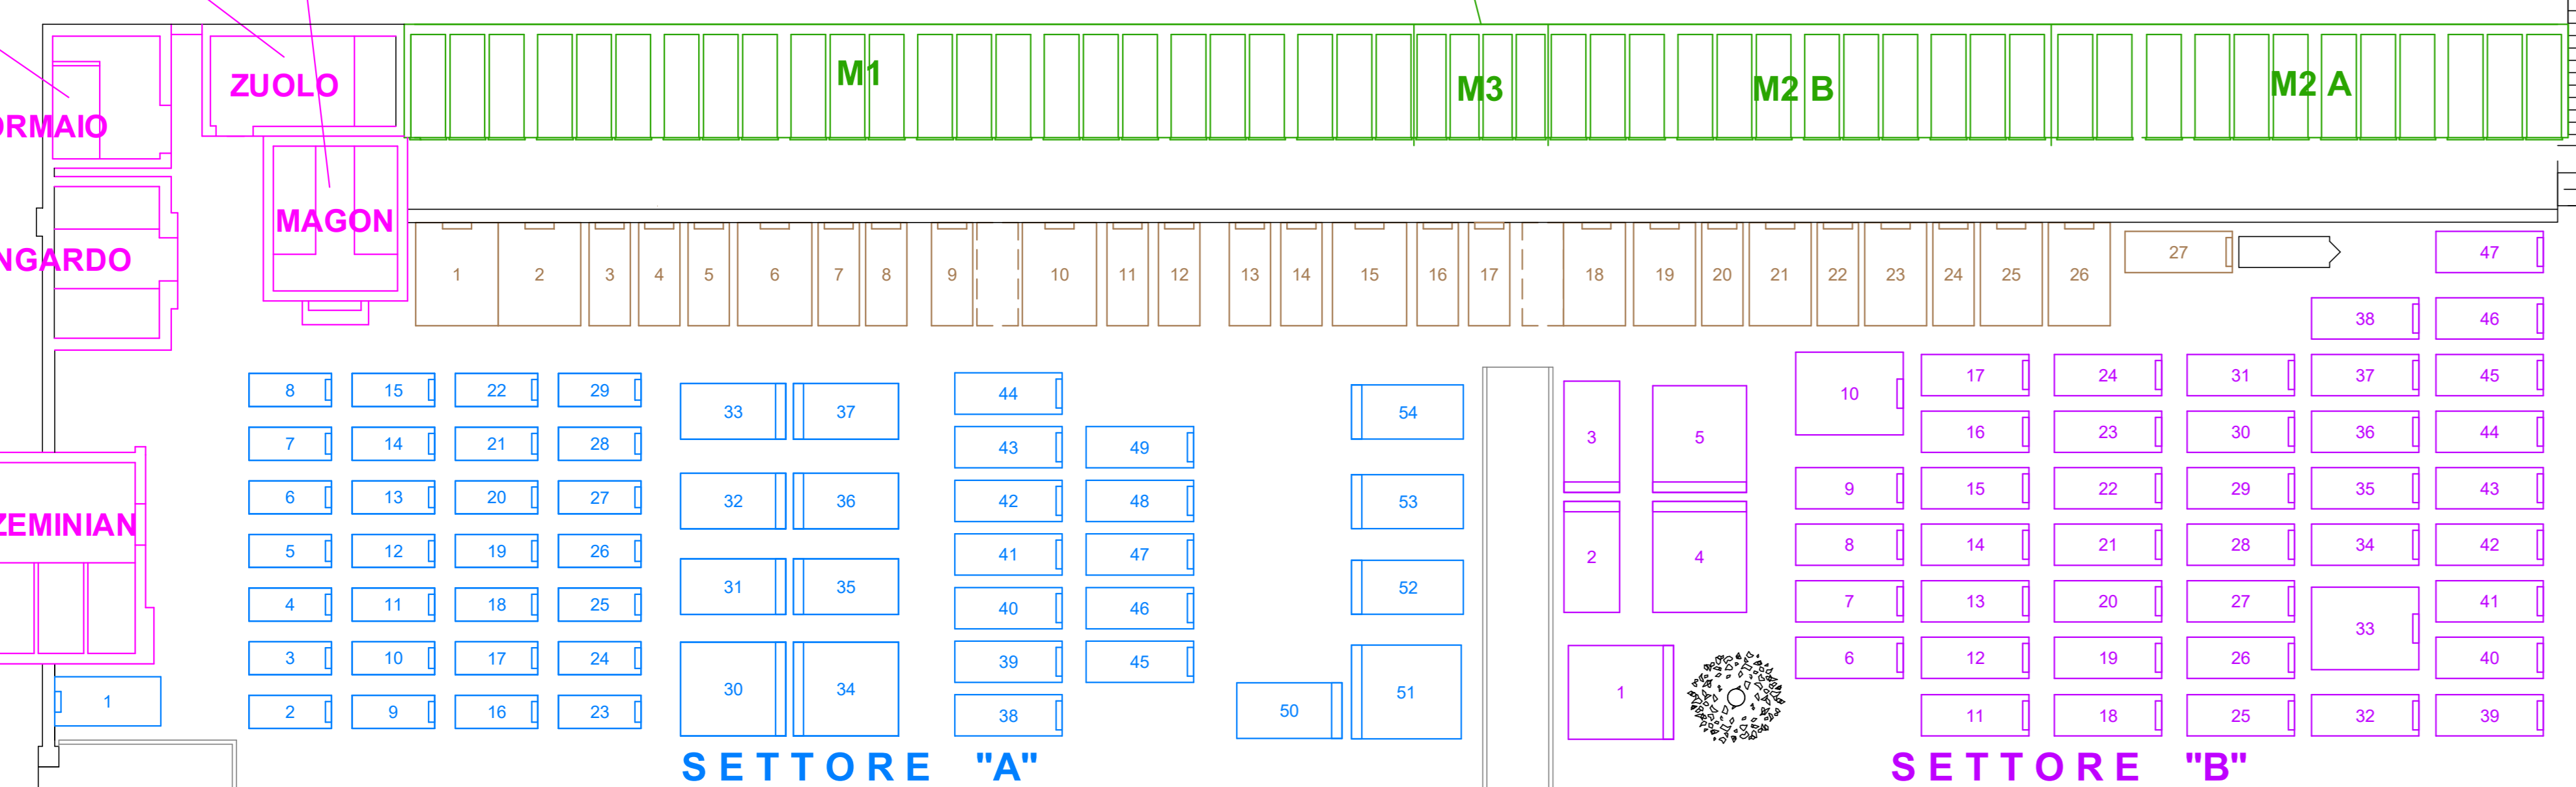 M1
M3
M2 B
M2 A
ZUOLO
ORMAIO
MAGON
NGARDO
ZEMINIAN
1 2 3 4 5 6 7 8 9 10 11 12 13 14 15 16 17 18 19 20 21 22 23 24 25 26 27
47
38 46
8 15 22 29 33 37 44 54 3 5 10 17 24 31 37 45
7 14 21 28 43 49 16 23 30 36 44
6 13 20 27 32 36 42 48 53 9 15 22 29 35 43
5 12 19 26 41 47 2 4 8 14 21 28 34 42
4 11 18 25 31 35 40 46 52 7 13 20 27 33 41
3 10 17 24 39 45 6 12 19 26 40
1 2 9 16 23 30 34 38 50 51 1 11 18 25 32 39
SETTORE "A"
SETTORE "B"